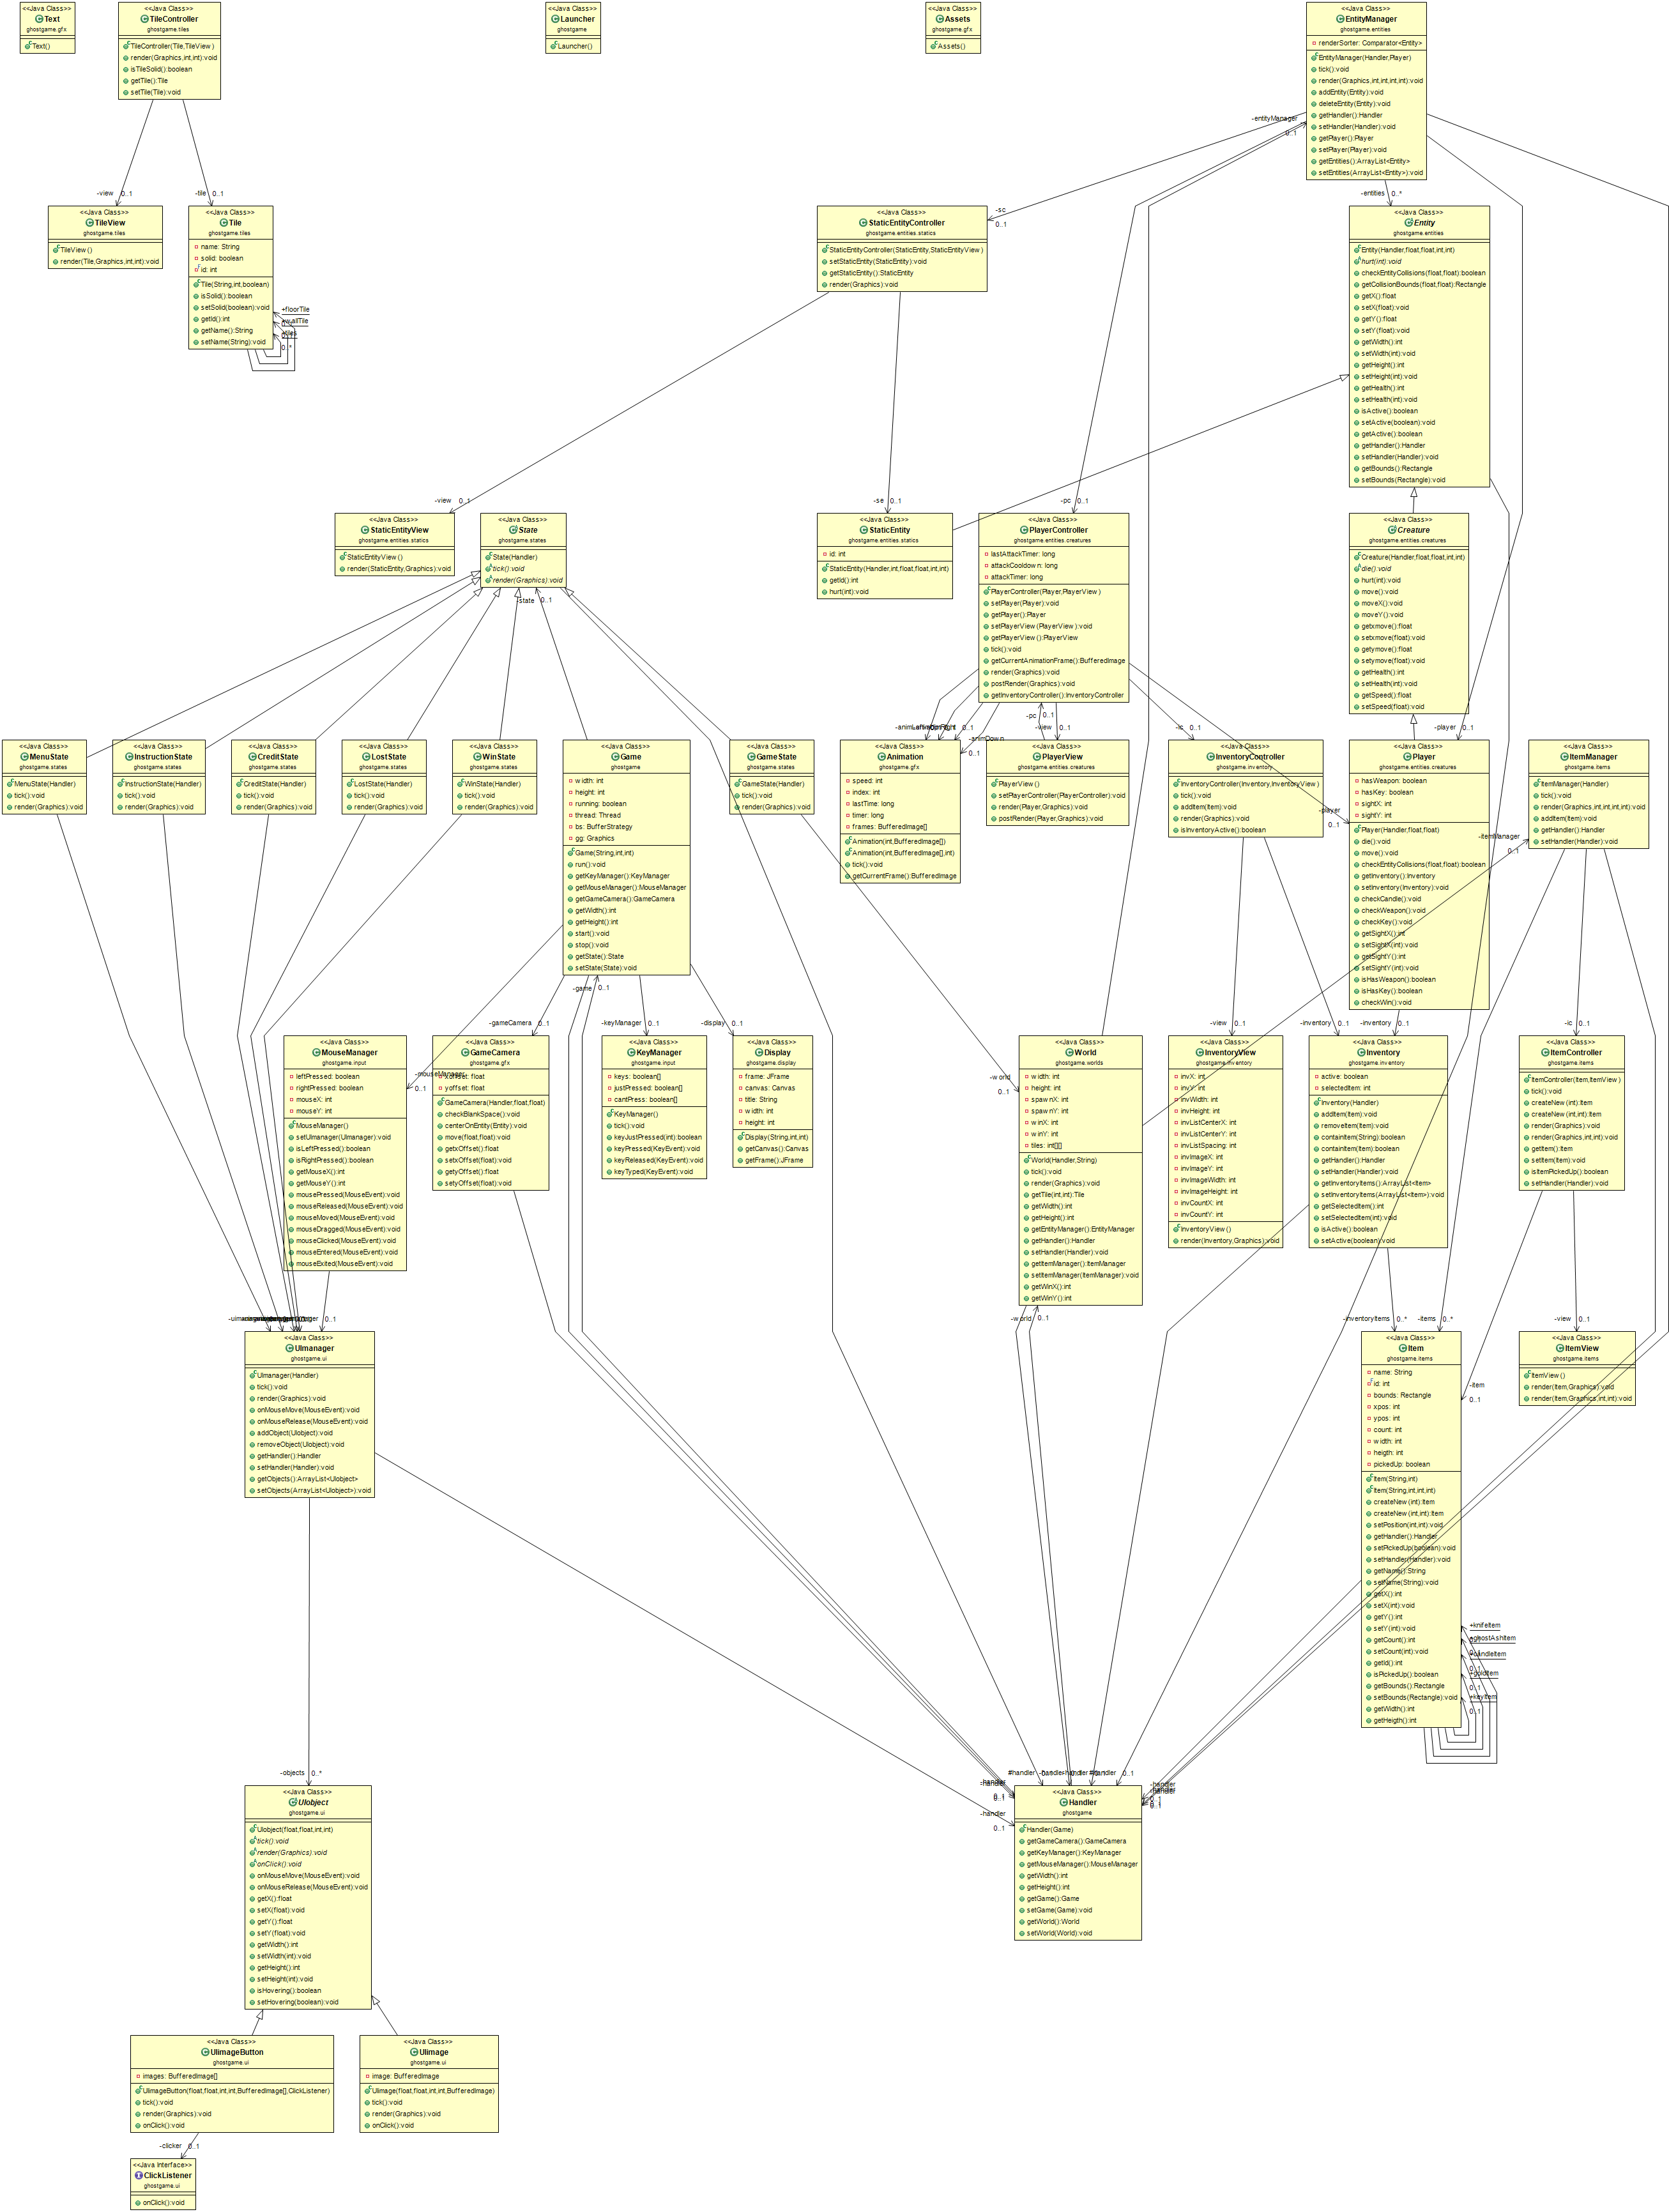 <<Java Class>>
Text
ghostgame.gfx
Text()
<<Java Class>>
TileController
ghostgame.tiles
TileController(Tile,TileView)
render(Graphics,int,int):void
isTileSolid():boolean
getTile():Tile
setTile(Tile):void
<<Java Class>>
Launcher
ghostgame
Launcher()
<<Java Class>>
Assets
ghostgame.gfx
Assets()
<<Java Class>>
EntityManager
ghostgame.entities
renderSorter: Comparator<Entity>
EntityManager(Handler,Player)
tick():void
render(Graphics,int,int,int,int):void
addEntity(Entity):void
deleteEntity(Entity):void
getHandler():Handler
setHandler(Handler):void
getPlayer():Player
setPlayer(Player):void
getEntities():ArrayList<Entity>
setEntities(ArrayList<Entity>):void
-entityManager
0..1
-view 0..1
-tile 0..1
-sc
0..1
-entities 0..*
<<Java Class>>
TileView
ghostgame.tiles
TileView()
render(Tile,Graphics,int,int):void
<<Java Class>>
Tile
ghostgame.tiles
name: String
solid: boolean
id: int
Tile(String,int,boolean)
isSolid():boolean
setSolid(boolean):void
getId():int
getName():String
setName(String):void
+floorTile
+wallTile
+tiles
0..*
<<Java Class>>
StaticEntityController
ghostgame.entities.statics
StaticEntityController(StaticEntity,StaticEntityView)
setStaticEntity(StaticEntity):void
getStaticEntity():StaticEntity
render(Graphics):void
<<Java Class>>
Entity
ghostgame.entities
Entity(Handler,float,float,int,int)
hurt(int):void
checkEntityCollisions(float,float):boolean
getCollisionBounds(float,float):Rectangle
getX():float
setX(float):void
getY():float
setY(float):void
getWidth():int
setWidth(int):void
getHeight():int
setHeight(int):void
getHealth():int
setHealth(int):void
isActive():boolean
setActive(boolean):void
getActive():boolean
getHandler():Handler
setHandler(Handler):void
getBounds():Rectangle
setBounds(Rectangle):void
-view 0..1
-se 0..1
-pc 0..1
<<Java Class>>
StaticEntityView
ghostgame.entities.statics
StaticEntityView()
render(StaticEntity,Graphics):void
<<Java Class>>
State
ghostgame.states
State(Handler)
tick():void
render(Graphics):void
-state 0..1
<<Java Class>>
StaticEntity
ghostgame.entities.statics
id: int
StaticEntity(Handler,int,float,float,int,int)
getId():int
hurt(int):void
<<Java Class>>
PlayerController
ghostgame.entities.creatures
lastAttackTimer: long
attackCooldown: long
attackTimer: long
PlayerController(Player,PlayerView)
setPlayer(Player):void
getPlayer():Player
setPlayerView(PlayerView):void
getPlayerView():PlayerView
tick():void
getCurrentAnimationFrame():BufferedImage
render(Graphics):void
postRender(Graphics):void
getInventoryController():InventoryController
<<Java Class>>
Creature
ghostgame.entities.creatures
Creature(Handler,float,float,int,int)
die():void
hurt(int):void
move():void
moveX():void
moveY():void
getxmove():float
setxmove(float):void
getymove():float
setymove(float):void
getHealth():int
setHealth(int):void
getSpeed():float
setSpeed(float):void
0..1
-animDown
0..1
-pc 0..1
-view 0..1
-ic 0..1
-player 0..1
-player
0..1
<<Java Class>>
MenuState
ghostgame.states
MenuState(Handler)
tick():void
render(Graphics):void
<<Java Class>>
InstructionState
ghostgame.states
InstructionState(Handler)
tick():void
render(Graphics):void
<<Java Class>>
CreditState
ghostgame.states
CreditState(Handler)
tick():void
render(Graphics):void
<<Java Class>>
LostState
ghostgame.states
LostState(Handler)
tick():void
render(Graphics):void
<<Java Class>>
WinState
ghostgame.states
WinState(Handler)
tick():void
render(Graphics):void
<<Java Class>>
Game
ghostgame
width: int
height: int
running: boolean
thread: Thread
bs: BufferStrategy
gg: Graphics
Game(String,int,int)
run():void
getKeyManager():KeyManager
getMouseManager():MouseManager
getGameCamera():GameCamera
getWidth():int
getHeight():int
start():void
stop():void
getState():State
setState(State):void
<<Java Class>>
GameState
ghostgame.states
GameState(Handler)
tick():void
render(Graphics):void
<<Java Class>>
Animation
ghostgame.gfx
speed: int
index: int
lastTime: long
timer: long
frames: BufferedImage[]
Animation(int,BufferedImage[])
Animation(int,BufferedImage[],int)
tick():void
getCurrentFrame():BufferedImage
<<Java Class>>
PlayerView
ghostgame.entities.creatures
PlayerView()
setPlayerController(PlayerController):void
render(Player,Graphics):void
postRender(Player,Graphics):void
<<Java Class>>
InventoryController
ghostgame.inventory
InventoryController(Inventory,InventoryView)
tick():void
addItem(Item):void
render(Graphics):void
isInventoryActive():boolean
<<Java Class>>
Player
ghostgame.entities.creatures
hasWeapon: boolean
hasKey: boolean
sightX: int
sightY: int
Player(Handler,float,float)
die():void
move():void
checkEntityCollisions(float,float):boolean
getInventory():Inventory
setInventory(Inventory):void
checkCandle():void
checkWeapon():void
checkKey():void
getSightX():int
setSightX(int):void
getSightY():int
setSightY(int):void
isHasWeapon():boolean
isHasKey():boolean
checkWin():void
<<Java Class>>
ItemManager
ghostgame.items
ItemManager(Handler)
tick():void
render(Graphics,int,int,int,int):void
addItem(Item):void
getHandler():Handler
setHandler(Handler):void
-itemManager
0..1
-game 0..1
-gameCamera 0..1
-keyManager 0..1
-display 0..1
-mouseManager
0..1
-world
0..1
-view 0..1
-inventory 0..1
-inventory 0..1
-ic 0..1
<<Java Class>>
MouseManager
ghostgame.input
leftPressed: boolean
rightPressed: boolean
mouseX: int
mouseY: int
MouseManager()
setUImanager(UImanager):void
isLeftPressed():boolean
isRightPressed():boolean
getMouseX():int
getMouseY():int
mousePressed(MouseEvent):void
mouseReleased(MouseEvent):void
mouseMoved(MouseEvent):void
mouseDragged(MouseEvent):void
mouseClicked(MouseEvent):void
mouseEntered(MouseEvent):void
mouseExited(MouseEvent):void
<<Java Class>>
GameCamera
ghostgame.gfx
xoffset: float
yoffset: float
GameCamera(Handler,float,float)
checkBlankSpace():void
centerOnEntity(Entity):void
move(float,float):void
getxOffset():float
setxOffset(float):void
getyOffset():float
setyOffset(float):void
<<Java Class>>
KeyManager
ghostgame.input
keys: boolean[]
justPressed: boolean[]
cantPress: boolean[]
KeyManager()
tick():void
keyJustPressed(int):boolean
keyPressed(KeyEvent):void
keyReleased(KeyEvent):void
keyTyped(KeyEvent):void
<<Java Class>>
Display
ghostgame.display
frame: JFrame
canvas: Canvas
title: String
width: int
height: int
Display(String,int,int)
getCanvas():Canvas
getFrame():JFrame
<<Java Class>>
World
ghostgame.worlds
width: int
height: int
spawnX: int
spawnY: int
winX: int
winY: int
tiles: int[][]
World(Handler,String)
tick():void
render(Graphics):void
getTile(int,int):Tile
getWidth():int
getHeight():int
getEntityManager():EntityManager
getHandler():Handler
setHandler(Handler):void
getItemManager():ItemManager
setItemManager(ItemManager):void
getWinX():int
getWinY():int
<<Java Class>>
InventoryView
ghostgame.inventory
invX: int
invY: int
invWidth: int
invHeight: int
invListCenterX: int
invListCenterY: int
invListSpacing: int
invImageX: int
invImageY: int
invImageWidth: int
invImageHeight: int
invCountX: int
invCountY: int
InventoryView()
render(Inventory,Graphics):void
<<Java Class>>
Inventory
ghostgame.inventory
active: boolean
selectedItem: int
Inventory(Handler)
addItem(Item):void
removeItem(Item):void
containItem(String):boolean
containItem(Item):boolean
getHandler():Handler
setHandler(Handler):void
getInventoryItems():ArrayList<Item>
setInventoryItems(ArrayList<Item>):void
getSelectedItem():int
setSelectedItem(int):void
isActive():boolean
setActive(boolean):void
<<Java Class>>
ItemController
ghostgame.items
ItemController(Item,ItemView)
tick():void
createNew(int):Item
createNew(int,int):Item
render(Graphics):void
render(Graphics,int,int):void
getItem():Item
setItem(Item):void
isItemPickedUp():boolean
setHandler(Handler):void
0..1
-world 0..1
-inventoryItems 0..*
-items 0..*
-view 0..1
-item
0..1
<<Java Class>>
UImanager
ghostgame.ui
UImanager(Handler)
tick():void
render(Graphics):void
onMouseMove(MouseEvent):void
onMouseRelease(MouseEvent):void
addObject(UIobject):void
removeObject(UIobject):void
getHandler():Handler
setHandler(Handler):void
getObjects():ArrayList<UIobject>
setObjects(ArrayList<UIobject>):void
<<Java Class>>
Item
ghostgame.items
name: String
id: int
bounds: Rectangle
xpos: int
ypos: int
count: int
width: int
heigth: int
pickedUp: boolean
Item(String,int)
Item(String,int,int,int)
createNew(int):Item
createNew(int,int):Item
setPosition(int,int):void
getHandler():Handler
setPickedUp(boolean):void
setHandler(Handler):void
getName():String
setName(String):void
getX():int
setX(int):void
getY():int
setY(int):void
getCount():int
setCount(int):void
getId():int
isPickedUp():boolean
getBounds():Rectangle
setBounds(Rectangle):void
getWidth():int
getHeigth():int
+knifeItem
+ghostAshItem
+candleItem
0..1
+goldItem
0..1
+keyItem
0..1
<<Java Class>>
ItemView
ghostgame.items
ItemView()
render(Item,Graphics):void
render(Item,Graphics,int,int):void
-objects 0..*
#handler
-handler
0..1
-handler
0..1
-handler
0..1
<<Java Class>>
UIobject
ghostgame.ui
UIobject(float,float,int,int)
tick():void
render(Graphics):void
onClick():void
onMouseMove(MouseEvent):void
onMouseRelease(MouseEvent):void
getX():float
setX(float):void
getY():float
setY(float):void
getWidth():int
setWidth(int):void
getHeight():int
setHeight(int):void
isHovering():boolean
setHovering(boolean):void
<<Java Class>>
Handler
ghostgame
Handler(Game)
getGameCamera():GameCamera
getKeyManager():KeyManager
getMouseManager():MouseManager
getWidth():int
getHeight():int
getGame():Game
setGame(Game):void
getWorld():World
setWorld(World):void
<<Java Class>>
UIimageButton
ghostgame.ui
images: BufferedImage[]
UIimageButton(float,float,int,int,BufferedImage[],ClickListener)
tick():void
render(Graphics):void
onClick():void
<<Java Class>>
UIimage
ghostgame.ui
image: BufferedImage
UIimage(float,float,int,int,BufferedImage)
tick():void
render(Graphics):void
onClick():void
-clicker 0..1
<<Java Interface>>
ClickListener
ghostgame.ui
onClick():void